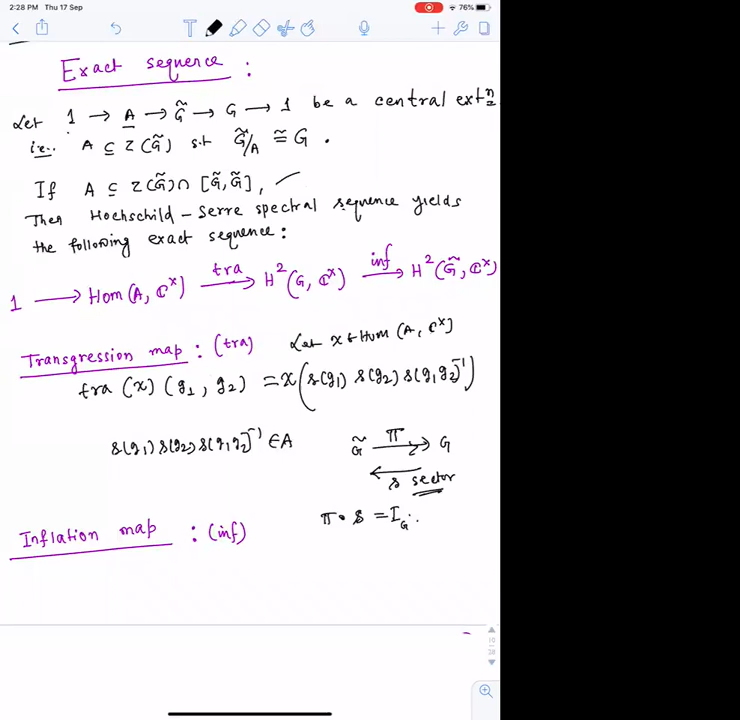 2:28 PM Thu 17 Sep
76%
Exact sequence :
Let 1 → A → G̃ → G → 1 be a central extⁿ
i.e. A ⊆ Z(G̃) s.t G̃/A ≅ G .
If A ⊆ Z(G̃) ∩ [G̃, G̃],
Then Hochschild – Serre spectral sequence yields
the following exact sequence :
1 → Hom(A, ℂ^×) →^{tra} H²(G, ℂ^×) →^{inf} H²(G̃, ℂ^×)
Transgression map : (tra) Let χ ∈ Hom (A, ℂ^×)
tra (χ) (g₁, g₂) = χ(s(g₁) s(g₂) s(g₁g₂)⁻¹)
s(g₁) s(g₂) s(g₁g₂)⁻¹ ∈ A
G̃ →^{π} G
← s sector
π∘s = I_G.
Inflation map : (inf)